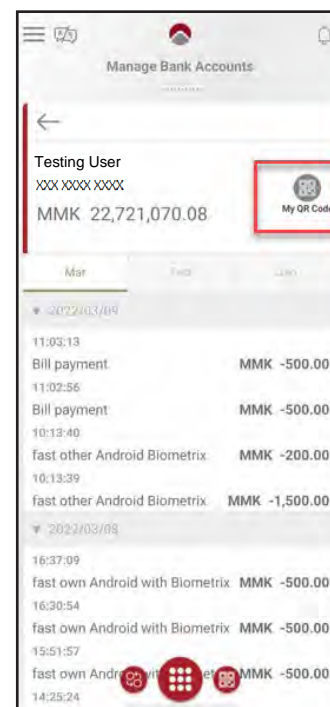 Manage Bank Accounts
Testing User
XXX XXXX XXXX
MMK 22,721,070.08
My QR Code
Mar
2022/03/09
11:03:13
Bill payment MMK -500.00
11:02:56
Bill payment MMK -500.00
10:13:40
fast other Android Biometrix MMK -200.00
10:13:39
fast other Android Biometrix MMK -1,500.00
2022/03/08
16:37:09
fast own Android with Biometrix MMK -500.00
16:30:54
fast own Android with Biometrix MMK -500.00
15:51:57
fast own MMK -500.00
14:25:24